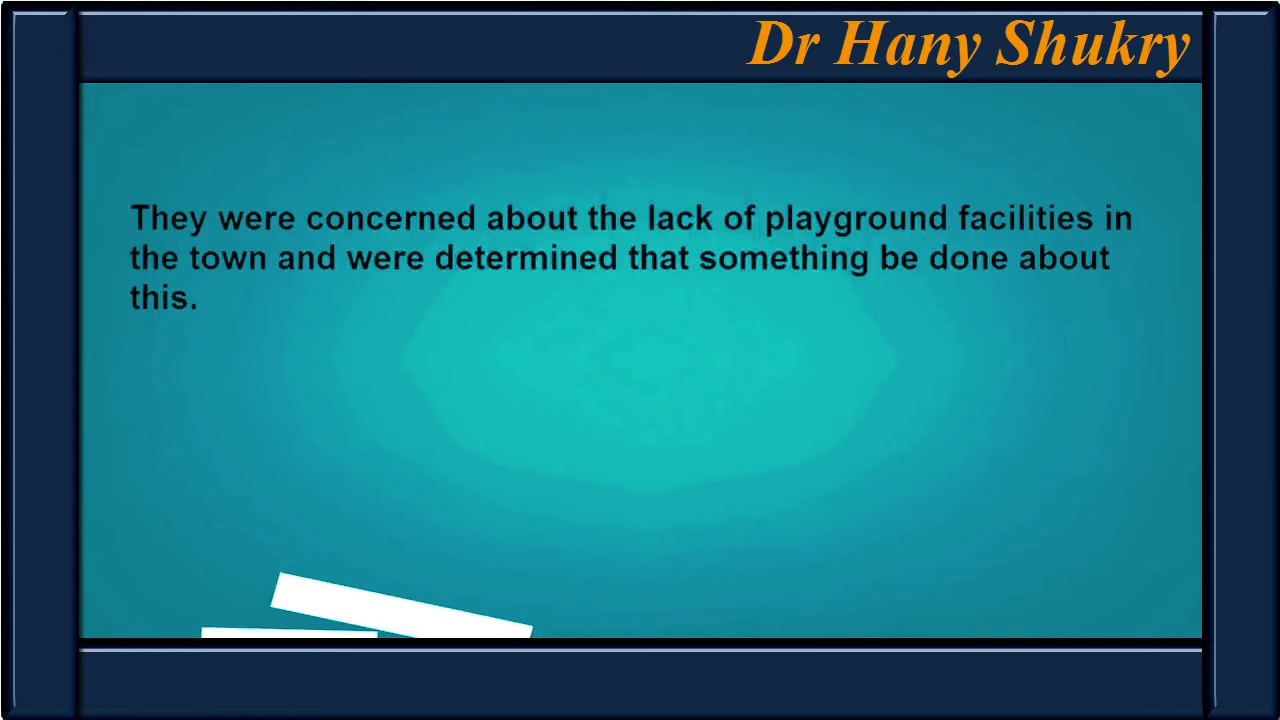 Dr Hany Shukry
They were concerned about the lack of playground facilities in
the town and were determined that something be done about
this.